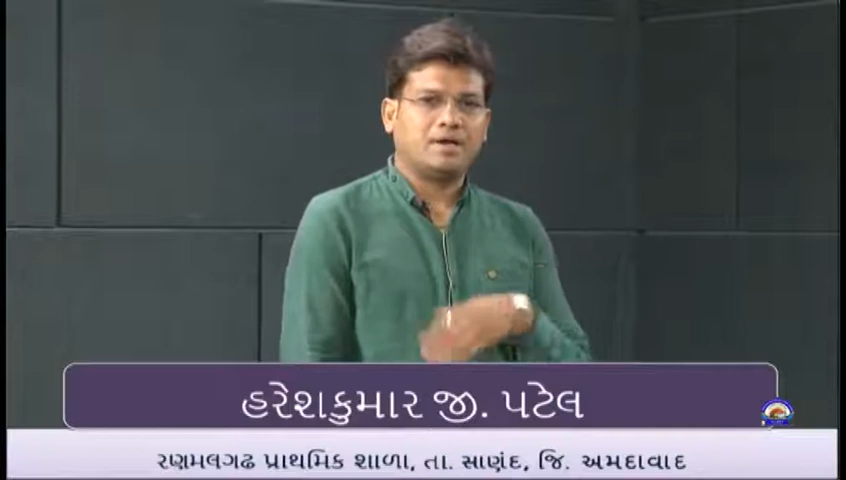 હરેશકુમાર જી. પટેલ
રણમલગઢ પ્રાથમિક શાળા, તા. સાણંદ, જિ. અમદાવાદ